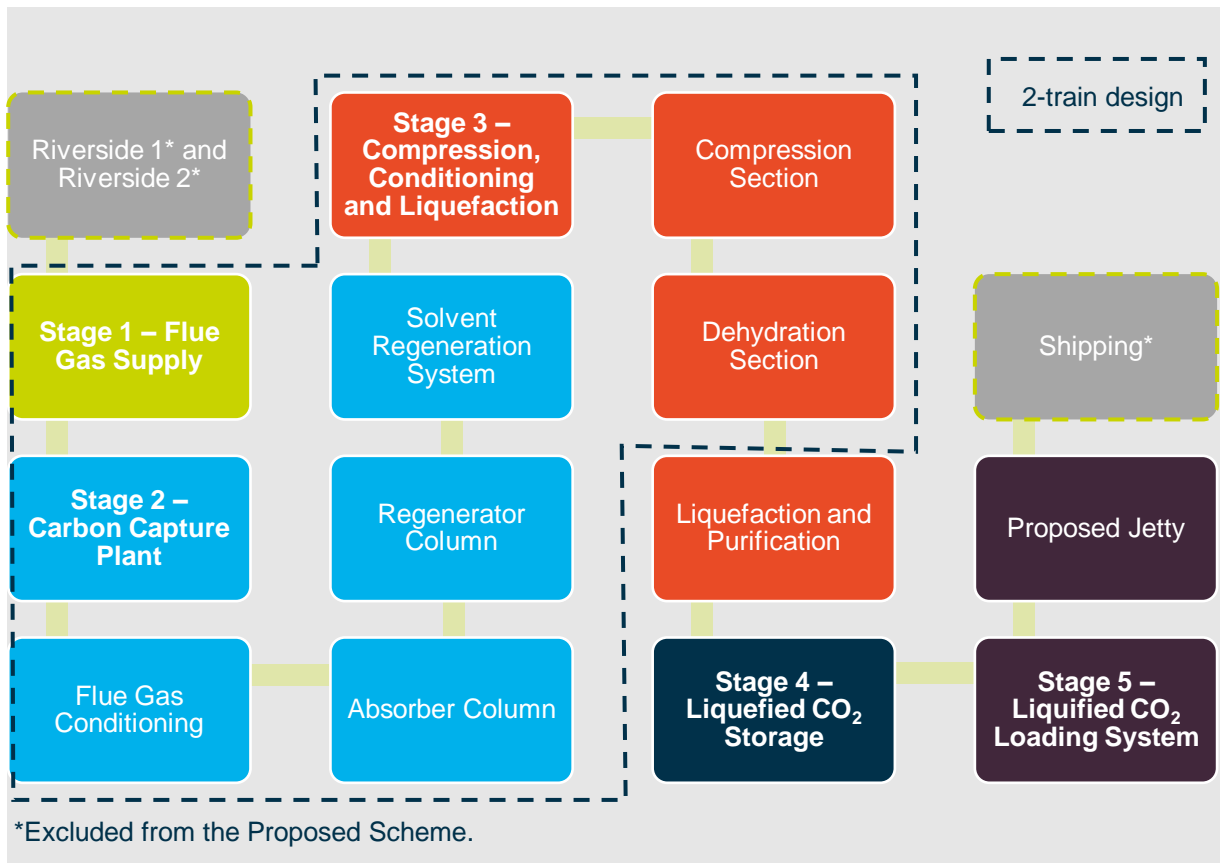 Riverside 1* and
Riverside 2*
Stage 1 – Flue
Gas Supply
Stage 2 –
Carbon Capture
Plant
Flue Gas
Conditioning
Absorber Column
Regenerator
Column
Solvent
Regeneration
System
Stage 3 –
Compression,
Conditioning
and Liquefaction
Compression
Section
Dehydration
Section
Liquefaction and
Purification
Stage 4 –
Liquefied CO₂
Storage
Stage 5 –
Liquified CO₂
Loading System
Proposed Jetty
Shipping*
2-train design
*Excluded from the Proposed Scheme.